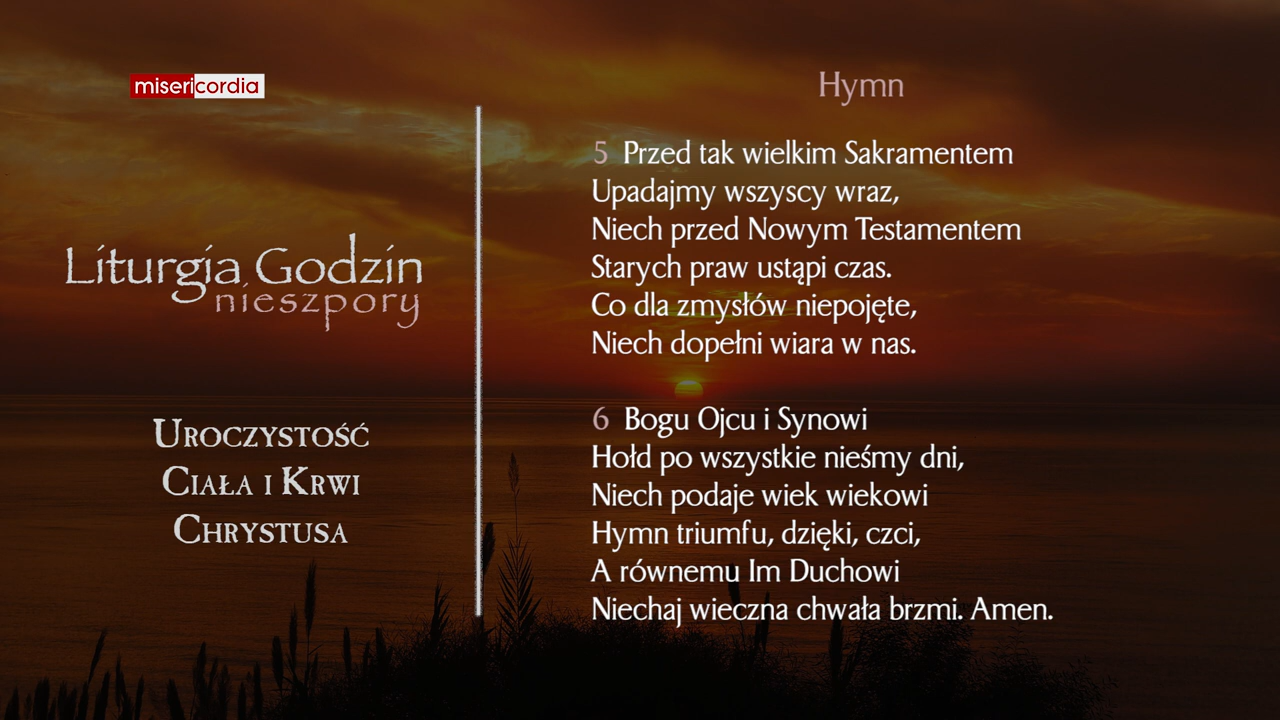 misericordia
Liturgia Godzin
nieszpory
Uroczystość
Ciała i Krwi
Chrystusa
Hymn
5 Przed tak wielkim Sakramentem
Upadajmy wszyscy wraz,
Niech przed Nowym Testamentem
Starych praw ustąpi czas.
Co dla zmysłów niepojęte,
Niech dopełni wiara w nas.
6 Bogu Ojcu i Synowi
Hołd po wszystkie nieśmy dni,
Niech podaje wiek wiekowi
Hymn triumfu, dzięki, czci,
A równemu Im Duchowi
Niechaj wieczna chwała brzmi. Amen.